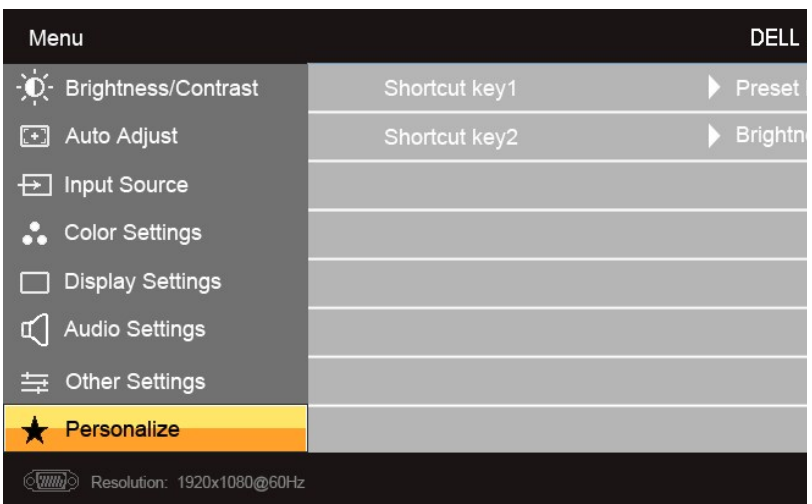 Menu DELL
Brightness/Contrast Shortcut key1 Preset
Auto Adjust Shortcut key2
Input Source
Color Settings
Display Settings
Audio Settings
Other Settings
Personalize
Resolution: 1920x1080@60Hz